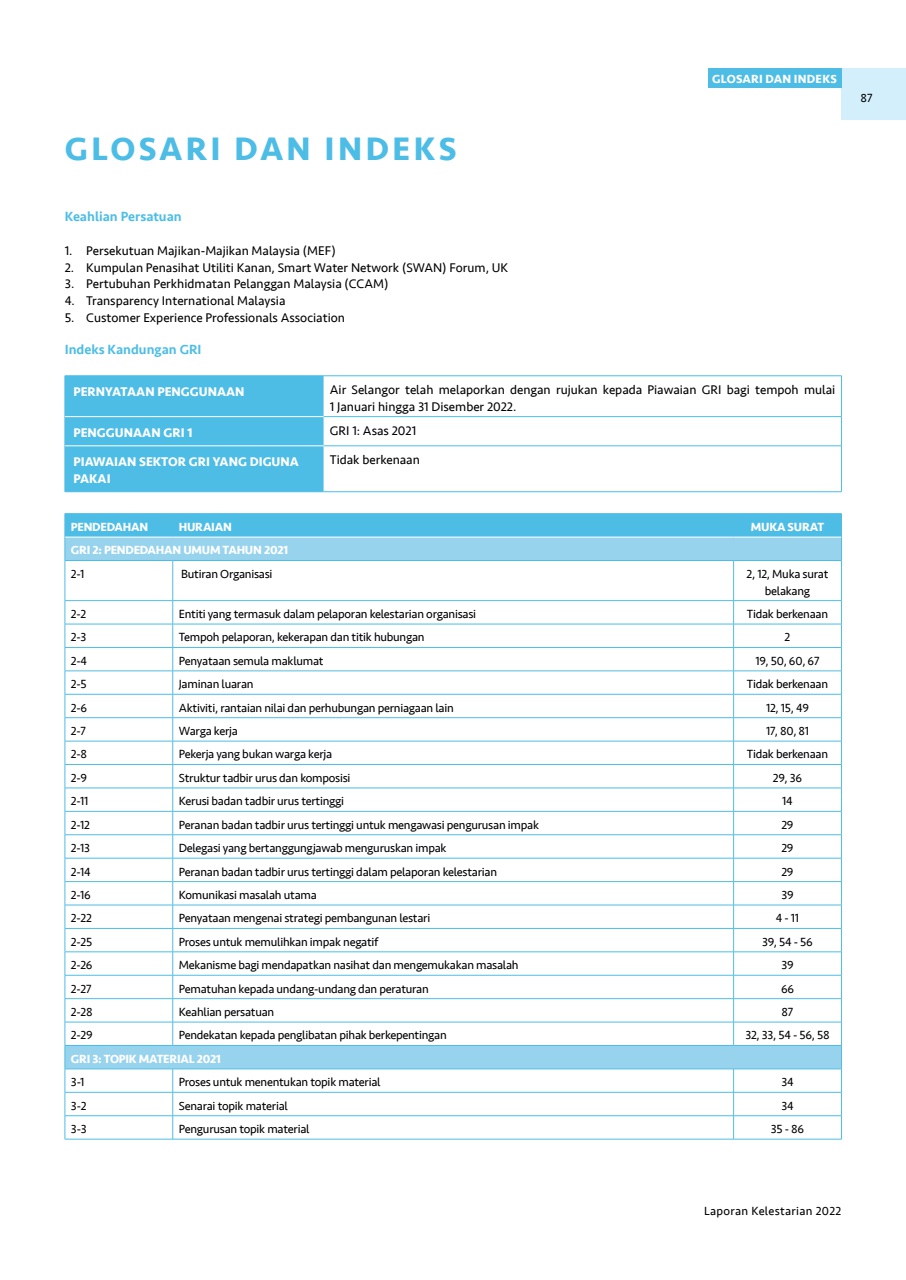 GLOSARI DAN INDEKS
87
GLOSARI DAN INDEKS
Keahlian Persatuan
1. Persekutuan Majikan-Majikan Malaysia (MEF)
2. Kumpulan Penasihat Utiliti Kanan, Smart Water Network (SWAN) Forum, UK
3. Pertubuhan Perkhidmatan Pelanggan Malaysia (CCAM)
4. Transparency International Malaysia
5. Customer Experience Professionals Association
Indeks Kandungan GRI
PERNYATAAN PENGGUNAAN Air Selangor telah melaporkan dengan rujukan kepada Piawaian GRI bagi tempoh mulai
1 Januari hingga 31 Disember 2022.
PENGGUNAAN GRI 1 GRI 1: Asas 2021
PIAWAIAN SEKTOR GRI YANG DIGUNA Tidak berkenaan
PAKAI
PENDEDAHAN HURAIAN MUKA SURAT
GRI 2: PENDEDAHAN UMUM TAHUN 2021
2-1 Butiran Organisasi 2, 12, Muka surat
belakang
2-2 Entiti yang termasuk dalam pelaporan kelestarian organisasi Tidak berkenaan
2-3 Tempoh pelaporan, kekerapan dan titik hubungan 2
2-4 Penyataan semula maklumat 19, 50, 60, 67
2-5 Jaminan luaran Tidak berkenaan
2-6 Aktiviti, rantaian nilai dan perhubungan perniagaan lain 12, 15, 49
2-7 Warga kerja 17, 80, 81
2-8 Pekerja yang bukan warga kerja Tidak berkenaan
2-9 Struktur tadbir urus dan komposisi 29, 36
2-11 Kerusi badan tadbir urus tertinggi 14
2-12 Peranan badan tadbir urus tertinggi untuk mengawasi pengurusan impak 29
2-13 Delegasi yang bertanggungjawab menguruskan impak 29
2-14 Peranan badan tadbir urus tertinggi dalam pelaporan kelestarian 29
2-16 Komunikasi masalah utama 39
2-22 Penyataan mengenai strategi pembangunan lestari 4 - 11
2-25 Proses untuk memulihkan impak negatif 39, 54 - 56
2-26 Mekanisme bagi mendapatkan nasihat dan mengemukakan masalah 39
2-27 Pematuhan kepada undang-undang dan peraturan 66
2-28 Keahlian persatuan 87
2-29 Pendekatan kepada penglibatan pihak berkepentingan 32, 33, 54 - 56, 58
GRI 3: TOPIK MATERIAL 2021
3-1 Proses untuk menentukan topik material 34
3-2 Senarai topik material 34
3-3 Pengurusan topik material 35 - 86
Laporan Kelestarian 2022